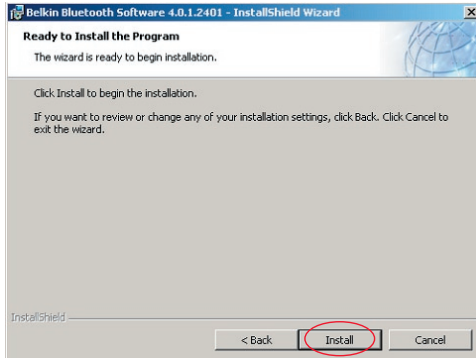 Belkin Bluetooth Software 4.0.1.2401 - InstallShield Wizard
Ready to Install the Program
The wizard is ready to begin installation.
Click Install to begin the installation.
If you want to review or change any of your installation settings, click Back. Click Cancel to
exit the wizard.
InstallShield
< Back Install Cancel